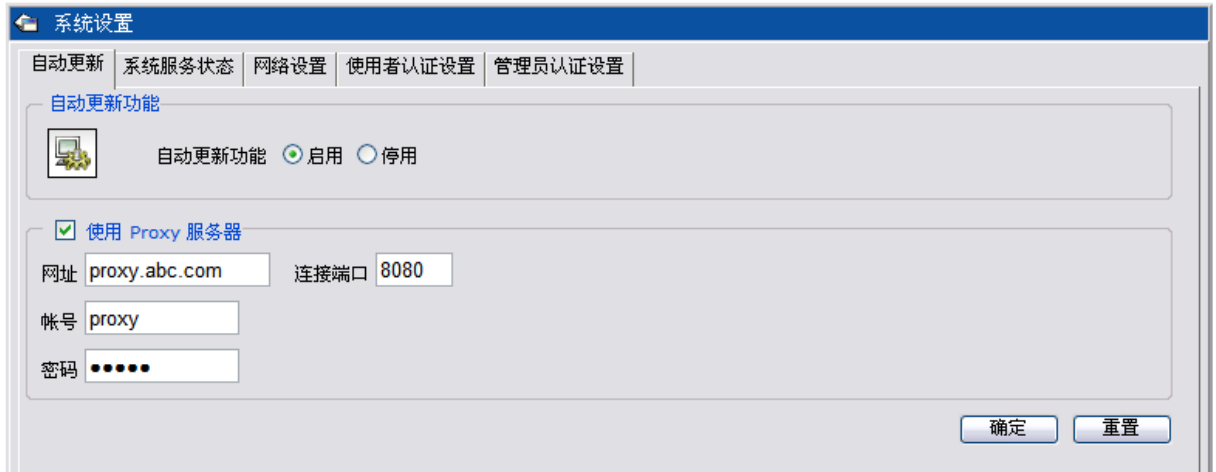 系统设置
自动更新 系统服务状态 网络设置 使用者认证设置 管理员认证设置
自动更新功能
自动更新功能 启用 停用
使用 Proxy 服务器
网址 proxy.abc.com 连接端口 8080
帐号 proxy
密码 ●●●●●
确定 重置